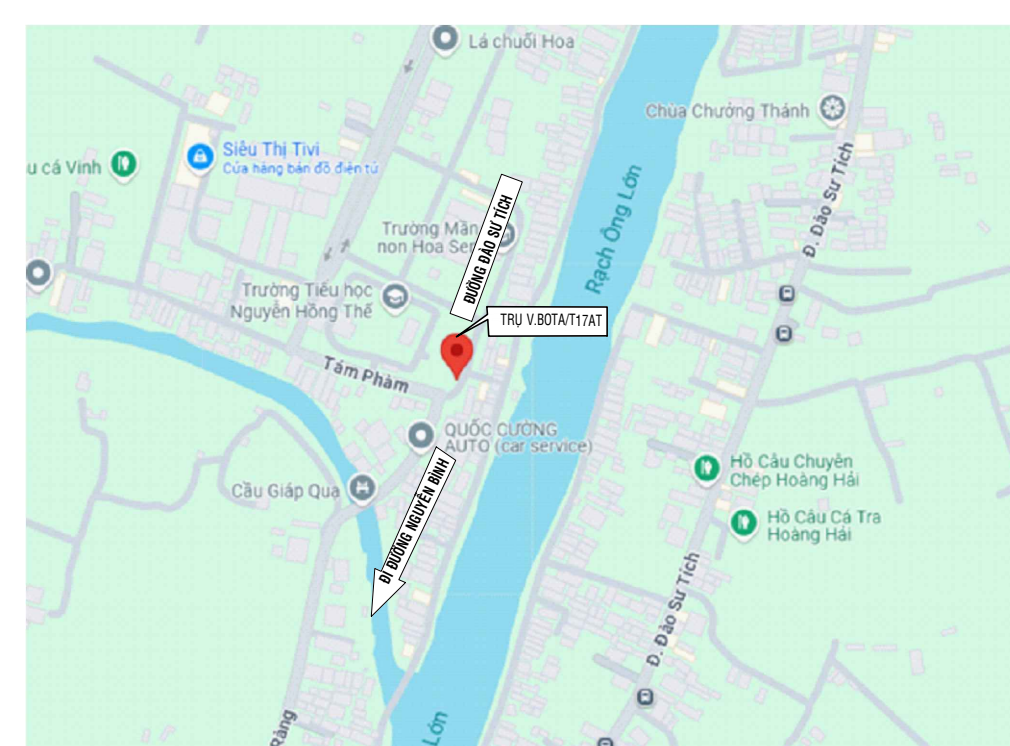 Lá chuối Hoa
Chùa Chưởng Thánh
Siêu Thị Tivi
Cửa hàng bán đồ điện tử
u cá Vinh
Đ. Đào Sư Tích
Rạch Ông Lớn
ĐƯỜNG ĐÀO SƯ TÍCH
Trường Mần
non Hoa Sen
Trường Tiểu học
Nguyễn Hồng Thế
TRỤ V.BOTA/T17AT
Tám Phàm
QUỐC CƯỜNG
AUTO (car service)
Hồ Câu Chuyên
Chép Hoàng Hải
Cầu Giáp Qua
ĐI ĐƯỜNG NGUYỄN BÌNH
Hồ Câu Cá Tra
Hoàng Hải
Đ. Đào Sư Tích
Ràng
Lớn